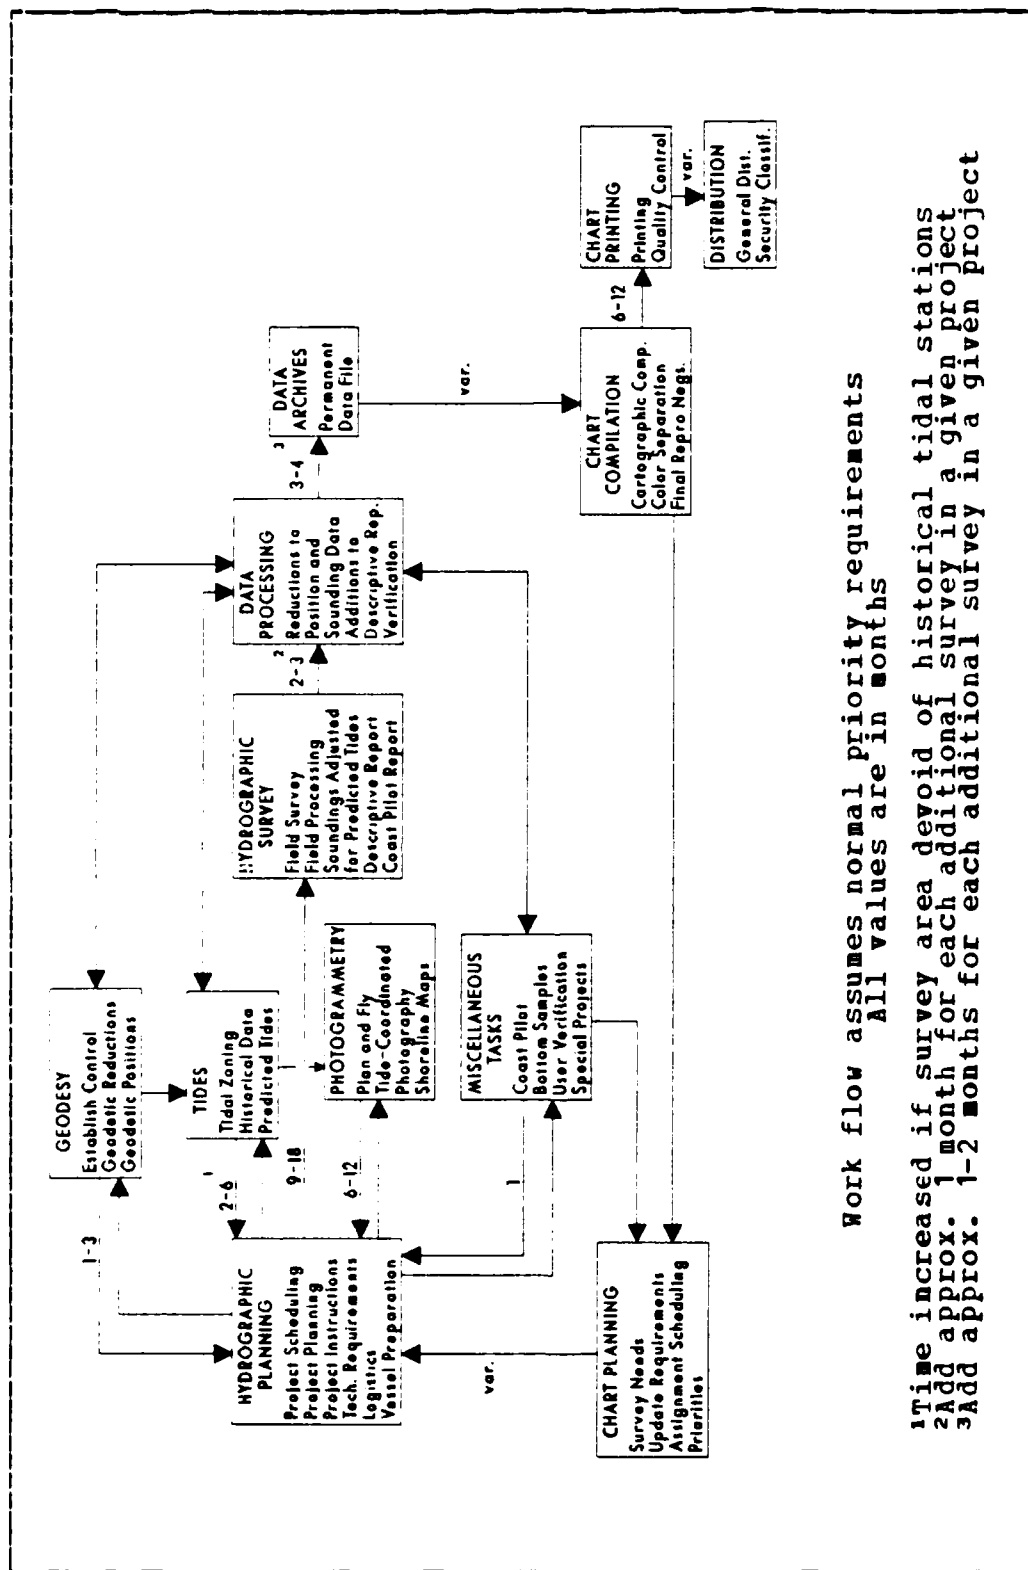 GEODESY
Establish Control
Geodetic Reductions
Geodetic Positions
1-3
TIDES
Tidal Zoning
Historical Data
Predicted Tides
2-6 1
9-18
6-12
1
HYDROGRAPHIC
PLANNING
Project Scheduling
Project Planning
Project Instructions
Tech. Requirements
Logistics
Vessel Preparation
PHOTOGRAMMETRY
Plan and Fly
Tide-Coordinated
Photography
Shoreline Maps
HYDROGRAPHIC
SURVEY
Field Survey
Field Processing
Soundings Adjusted
for Predicted Tides
Descriptive Report
Coast Pilot Report
2-3 2
DATA
PROCESSING
Reductions to
Position and
Sounding Data
Additions to
Descriptive Rep.
Verification
3-4 3
DATA
ARCHIVES
Permanent
Data File
var.
MISCELLANEOUS
TASKS
Coast Pilot
Bottom Samples
User Verification
Special Projects
var.
CHART PLANNING
Survey Needs
Update Requirements
Assignment Scheduling
Priorities
CHART
COMPILATION
Cartographic Comp.
Color Separation
Final Repro Negs.
6-12
CHART
PRINTING
Printing
Quality Control
var.
DISTRIBUTION
General Dist.
Security Classif.
Work flow assumes normal priority requirements
All values are in months
1Time increased if survey area devoid of historical tidal stations
2Add approx. 1 month for each additional survey in a given project
3Add approx. 1-2 months for each additional survey in a given project